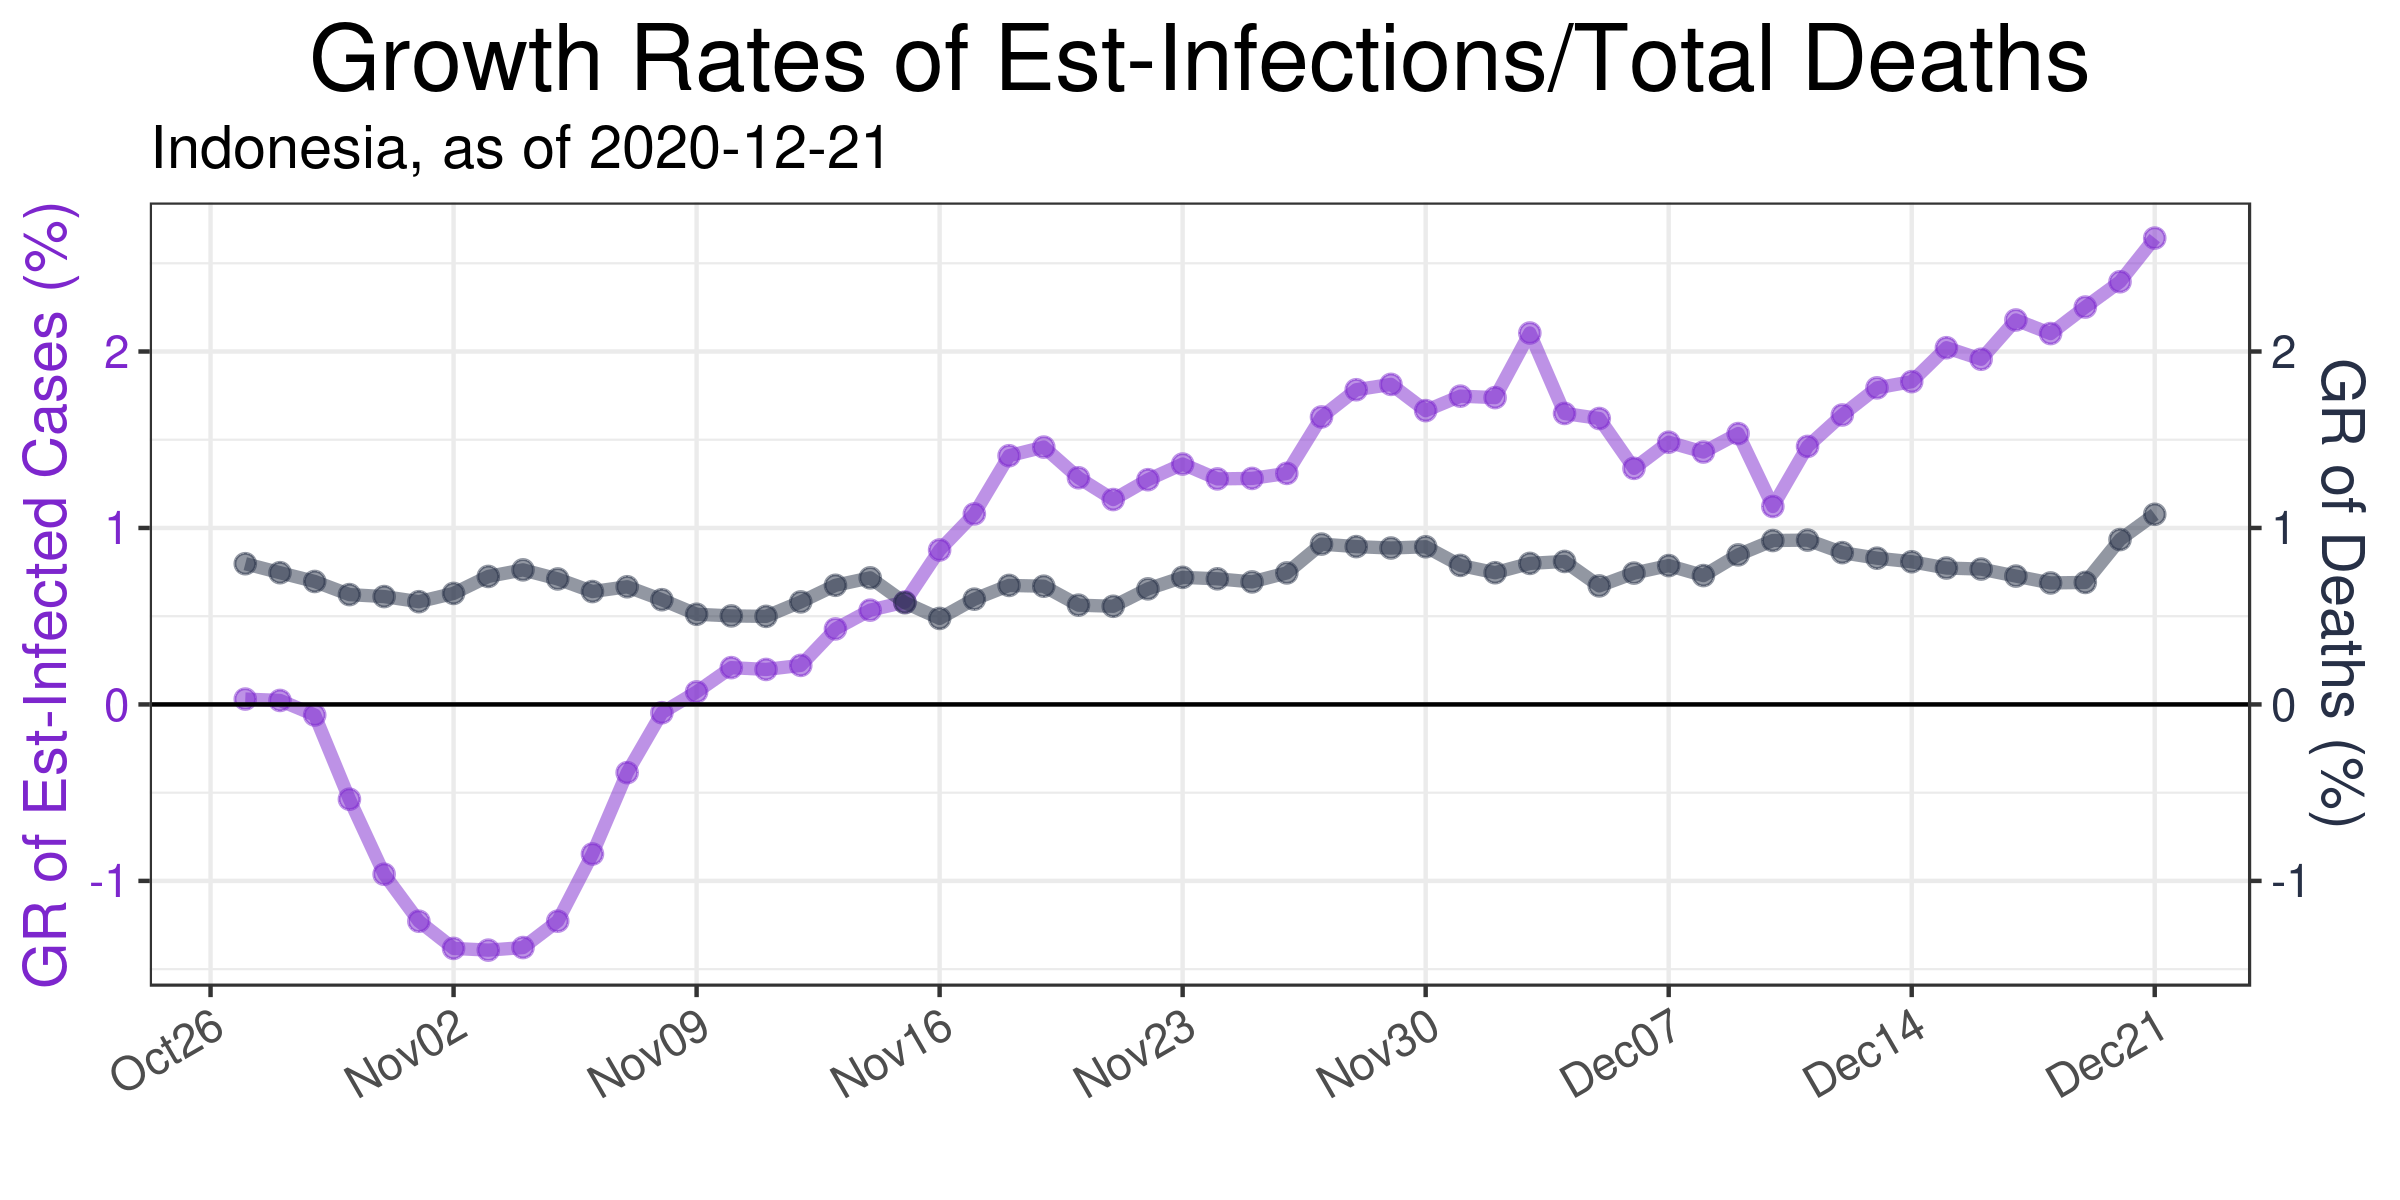 Growth Rates of Est-Infections/Total Deaths
Indonesia, as of 2020-12-21
GR of Est-Infected Cases (%)
2
1
0
-1
2
1
0
-1
GR of Deaths (%)
Oct26
Nov02
Nov09
Nov16
Nov23
Nov30
Dec07
Dec14
Dec21